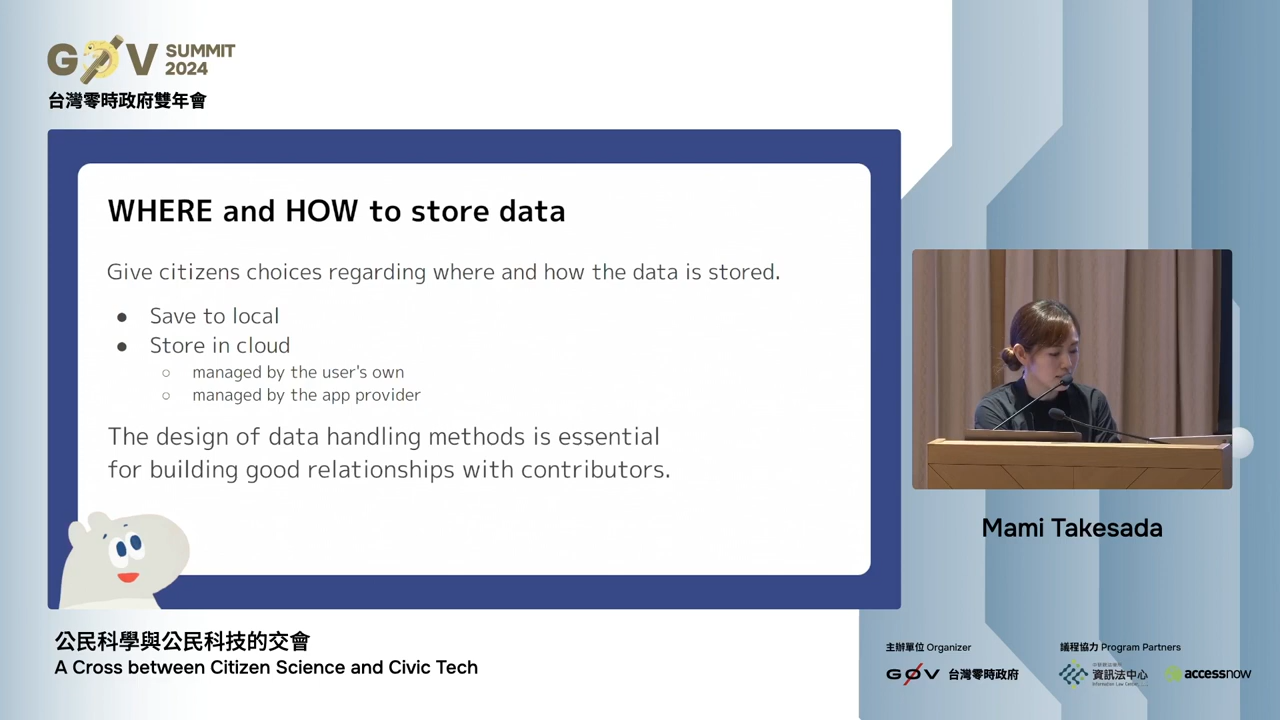 GØV SUMMIT 2024
台灣零時政府雙年會
WHERE and HOW to store data
Give citizens choices regarding where and how the data is stored.
● Save to local
● Store in cloud
○ managed by the user's own
○ managed by the app provider
The design of data handling methods is essential
for building good relationships with contributors.
Mami Takesada
公民科學與公民科技的交會
A Cross between Citizen Science and Civic Tech
主辦單位 Organizer
GØV 台灣零時政府
議程協力 Program Partners
資訊法中心
Information Law Center
accessnow